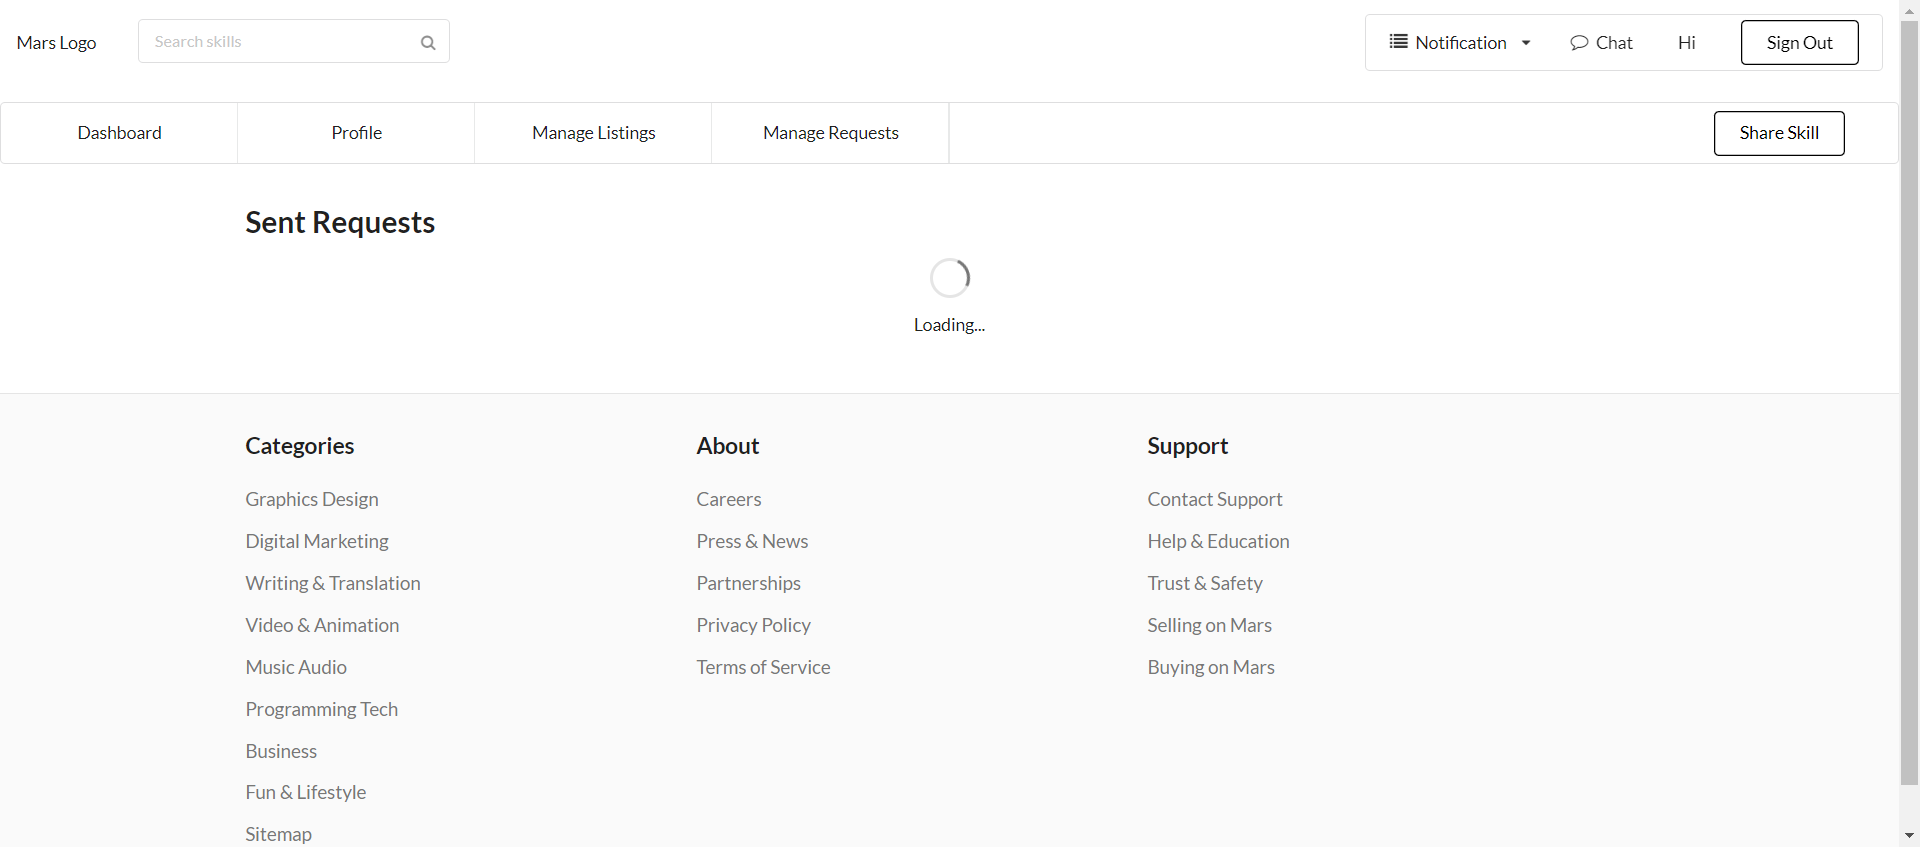 Mars Logo
Search skills
Notification
Chat
Hi
Sign Out
Dashboard
Profile
Manage Listings
Manage Requests
Share Skill
Sent Requests
Loading...
Categories
Graphics Design
Digital Marketing
Writing & Translation
Video & Animation
Music Audio
Programming Tech
Business
Fun & Lifestyle
Sitemap
About
Careers
Press & News
Partnerships
Privacy Policy
Terms of Service
Support
Contact Support
Help & Education
Trust & Safety
Selling on Mars
Buying on Mars